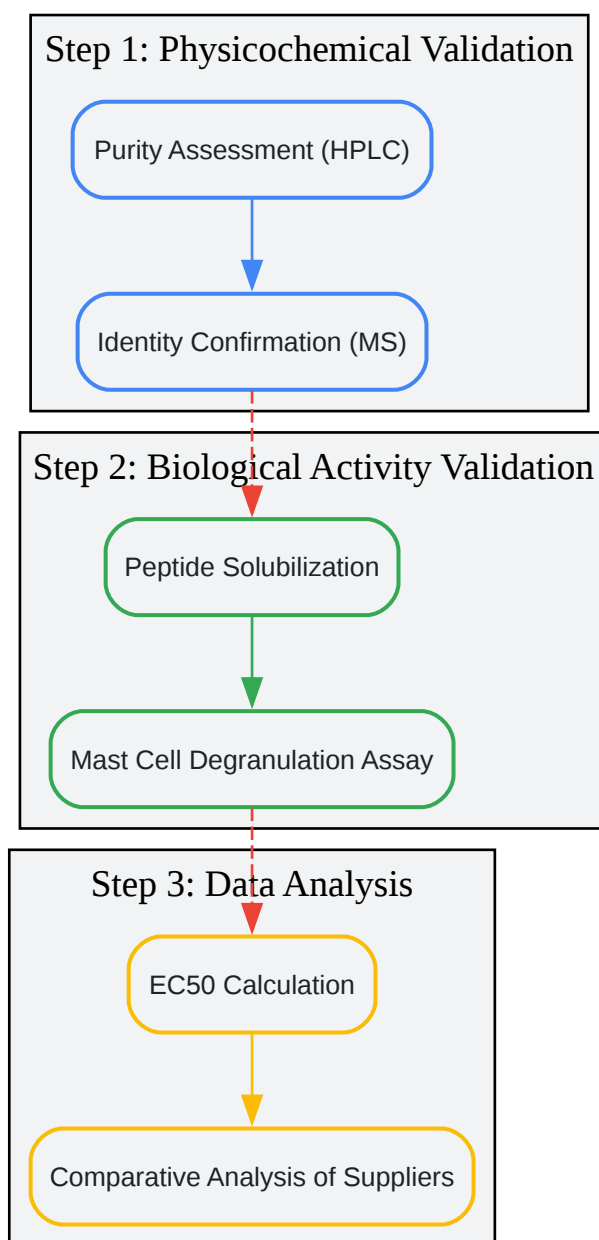 Step 1: Physicochemical Validation
Purity Assessment (HPLC)
Identity Confirmation (MS)
Step 2: Biological Activity Validation
Peptide Solubilization
Mast Cell Degranulation Assay
Step 3: Data Analysis
EC50 Calculation
Comparative Analysis of Suppliers